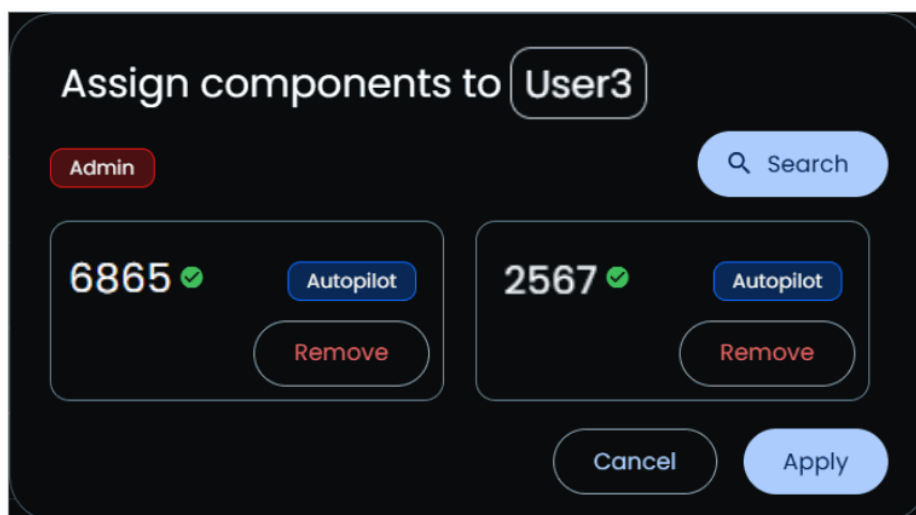 Assign components to User3
Admin
Search
6865 Autopilot
Remove
2567 Autopilot
Remove
Cancel
Apply